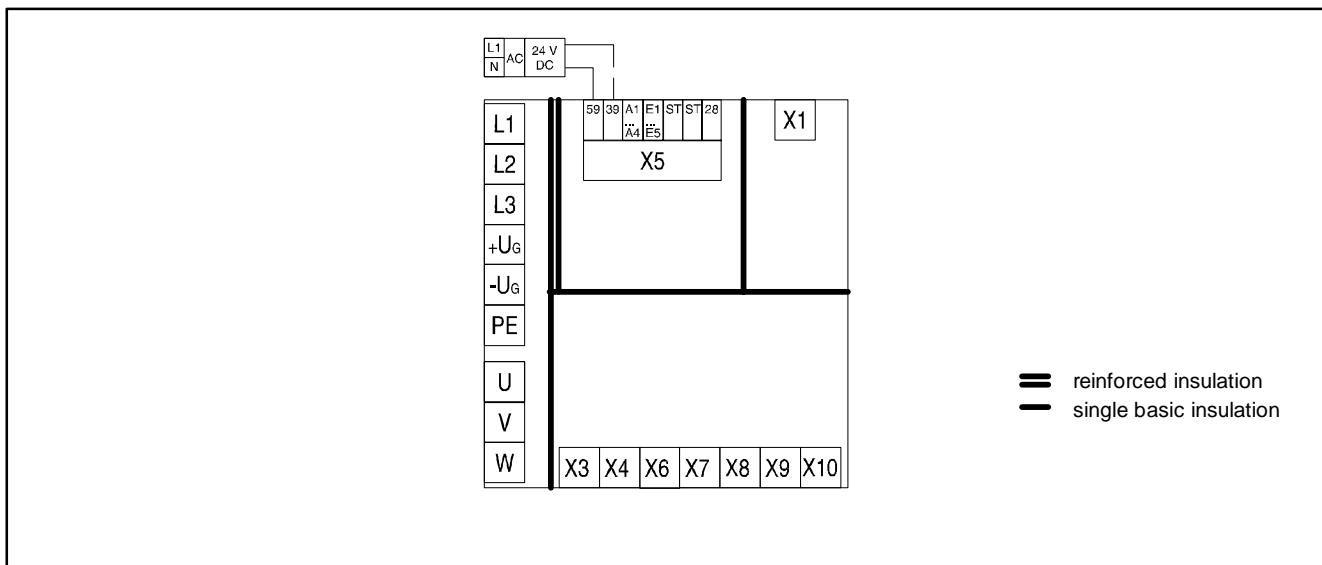 L1 AC 24 V
N DC
59 39 A1 E1 ST ST 28
... ...
A4 E5
X5
X1
L1
L2
L3
+UG
-UG
PE
U
V
W
X3 X4 X6 X7 X8 X9 X10
reinforced insulation
single basic insulation